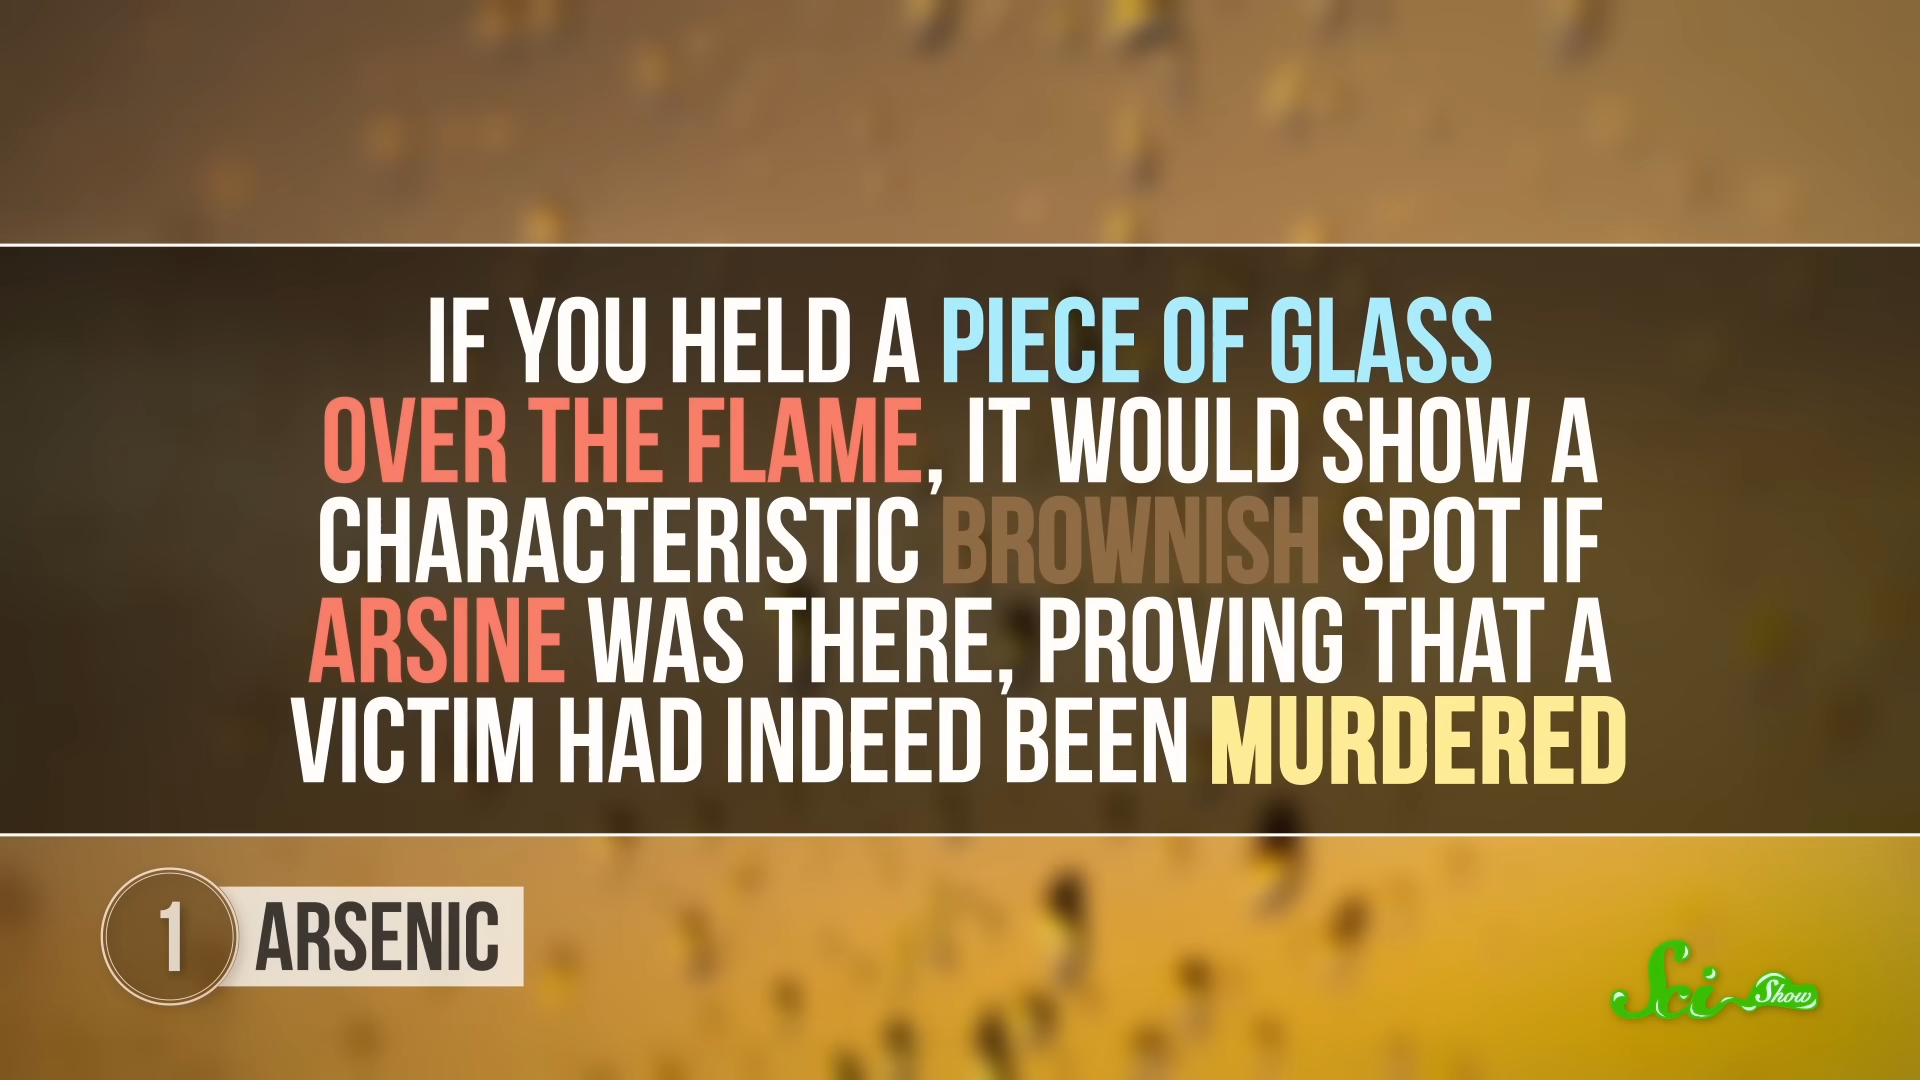 IF YOU HELD A PIECE OF GLASS
OVER THE FLAME, IT WOULD SHOW A
CHARACTERISTIC BROWNISH SPOT IF
ARSINE WAS THERE, PROVING THAT A
VICTIM HAD INDEED BEEN MURDERED
1 ARSENIC
Sci Show